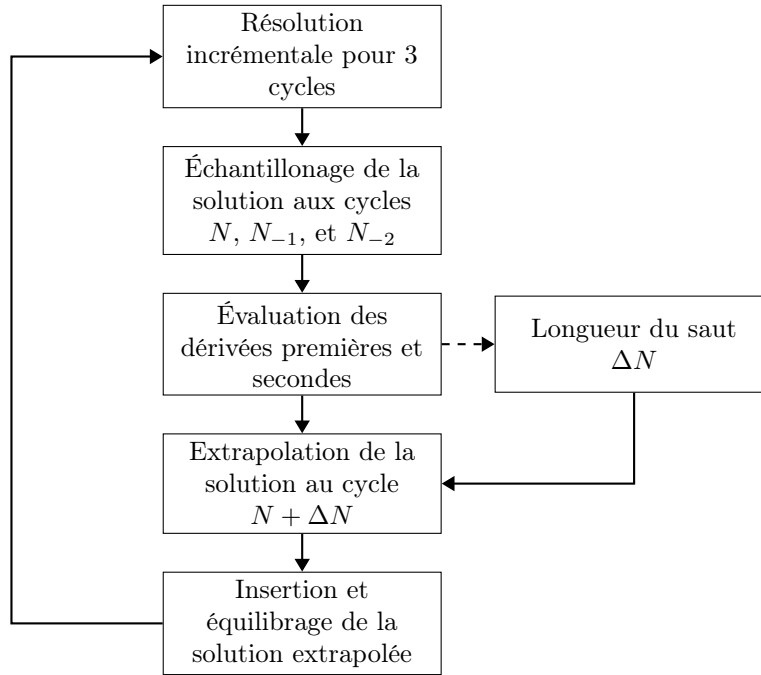 Résolution
incrémentale pour 3
cycles
Échantillonage de la
solution aux cycles
N, N₋₁, et N₋₂
Évaluation des
dérivées premières et
secondes
Longueur du saut
ΔN
Extrapolation de la
solution au cycle
N + ΔN
Insertion et
équilibrage de la
solution extrapolée